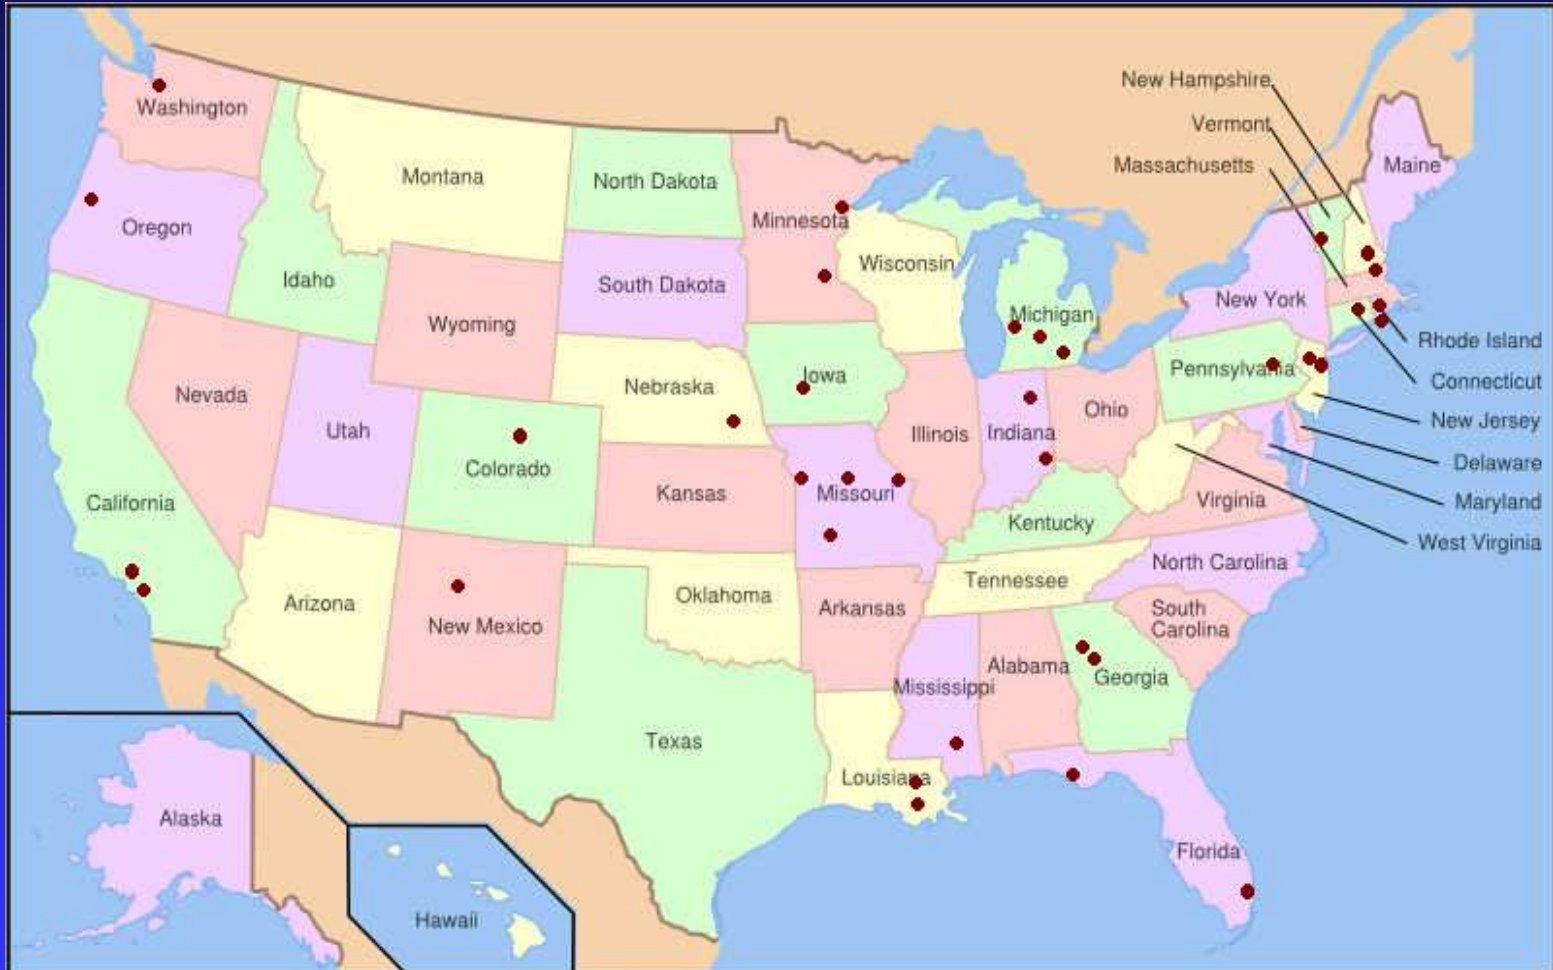 New Hampshire
Vermont
Massachusetts
Washington
Maine
Montana
North Dakota
Minnesota
Oregon
Wisconsin
Idaho
South Dakota
Michigan
New York
Wyoming
Rhode Island
Iowa
Pennsylvania
Connecticut
Nevada
Nebraska
Ohio
New Jersey
Utah
Illinois
Indiana
Colorado
Delaware
California
Kansas
Missouri
Virginia
Maryland
Kentucky
West Virginia
North Carolina
Tennessee
Arizona
Oklahoma
Arkansas
South
Carolina
New Mexico
Alabama
Georgia
Mississippi
Texas
Louisiana
Alaska
Florida
Hawaii